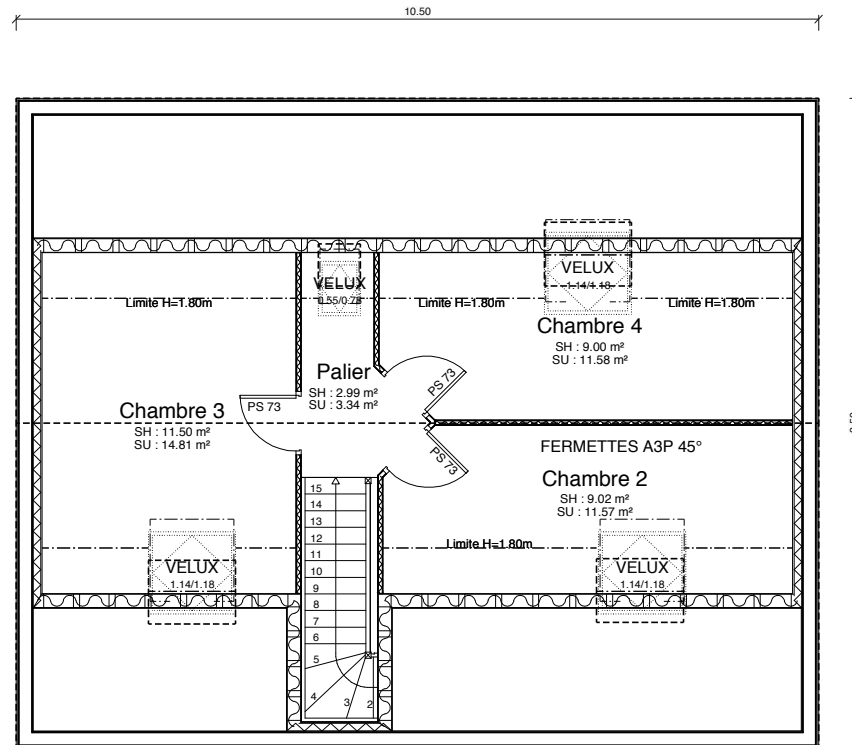 10.50
VELUX
1.14/1.18
VELUX
0.55/0.78
Limite H=1.80m
Limite H=1.80m
Limite H=1.80m
Chambre 4
SH : 9.00 m²
SU : 11.58 m²
Palier
SH : 2.99 m²
SU : 3.34 m²
PS 73
PS 73
Chambre 3
SH : 11.50 m²
SU : 14.81 m²
PS 73
FERMETTES A3P 45°
Chambre 2
SH : 9.02 m²
SU : 11.57 m²
Limite H=1.80m
VELUX
1.14/1.18
VELUX
1.14/1.18
15
14
13
12
11
10
9
8
7
6
5
4
3
2